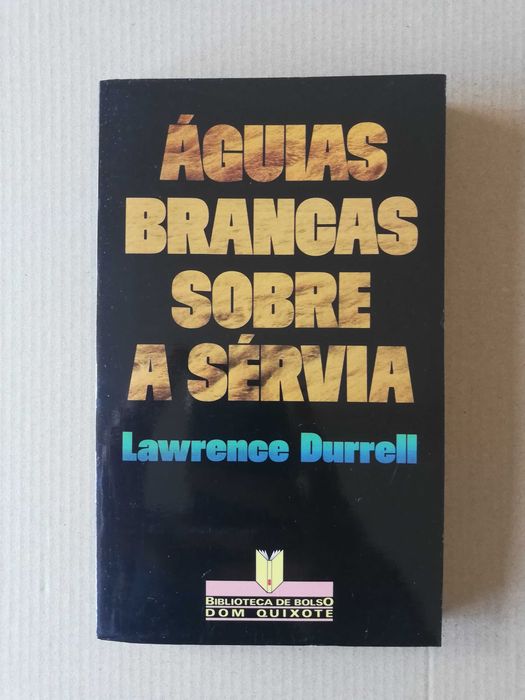 ÁGUIAS
BRANCAS
SOBRE
A SÉRVIA
Lawrence Durrell
BIBLIOTECA DE BOLSO
DOM QUIXOTE